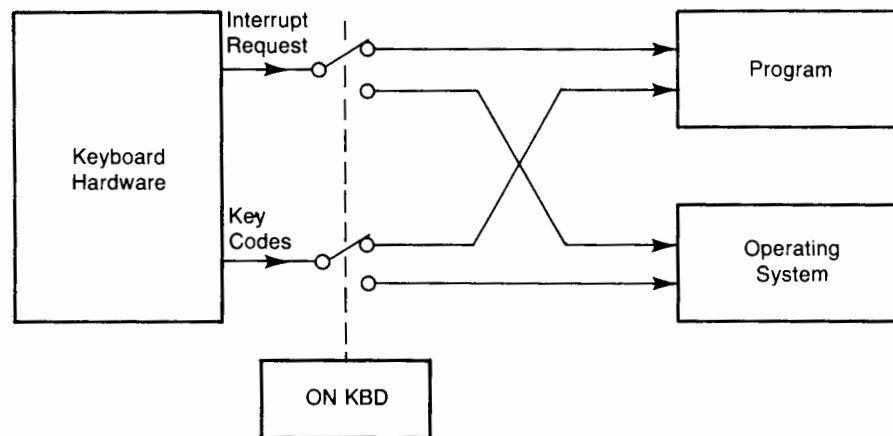 Interrupt
Request
Program
Keyboard
Hardware
Key
Codes
Operating
System
ON KBD